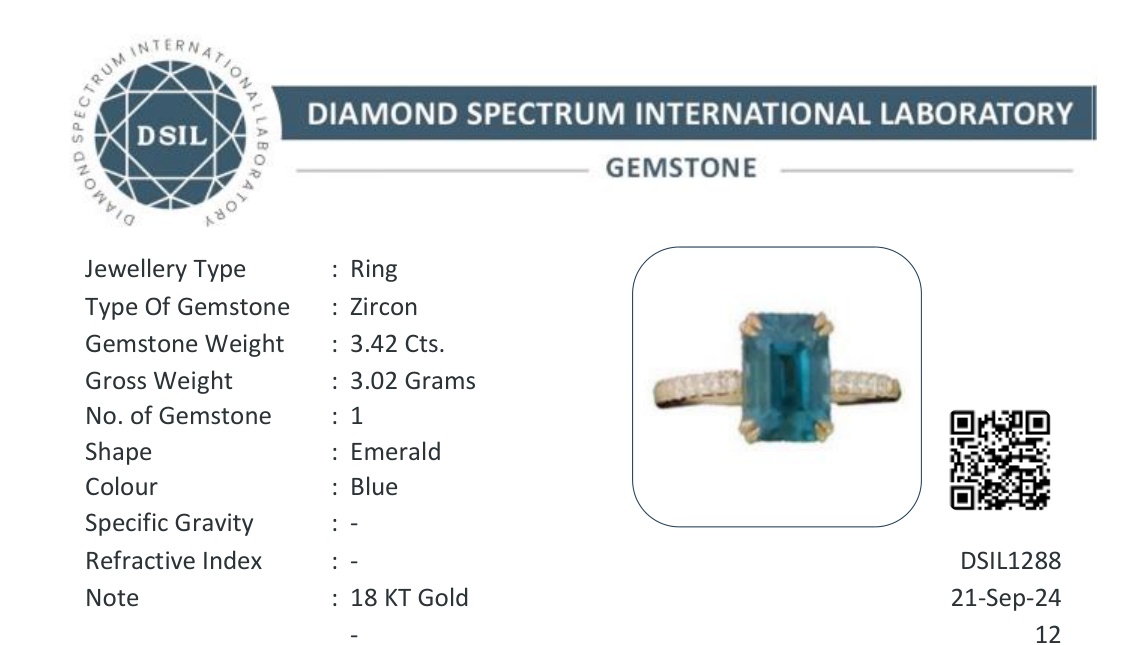 DIAMOND SPECTRUM INTERNATIONAL LABORATORY
DSIL
DIAMOND SPECTRUM INTERNATIONAL LABORATORY
GEMSTONE
Jewellery Type : Ring
Type Of Gemstone : Zircon
Gemstone Weight : 3.42 Cts.
Gross Weight : 3.02 Grams
No. of Gemstone : 1
Shape : Emerald
Colour : Blue
Specific Gravity : -
Refractive Index : -
DSIL1288
Note : 18 KT Gold
21-Sep-24
-
12